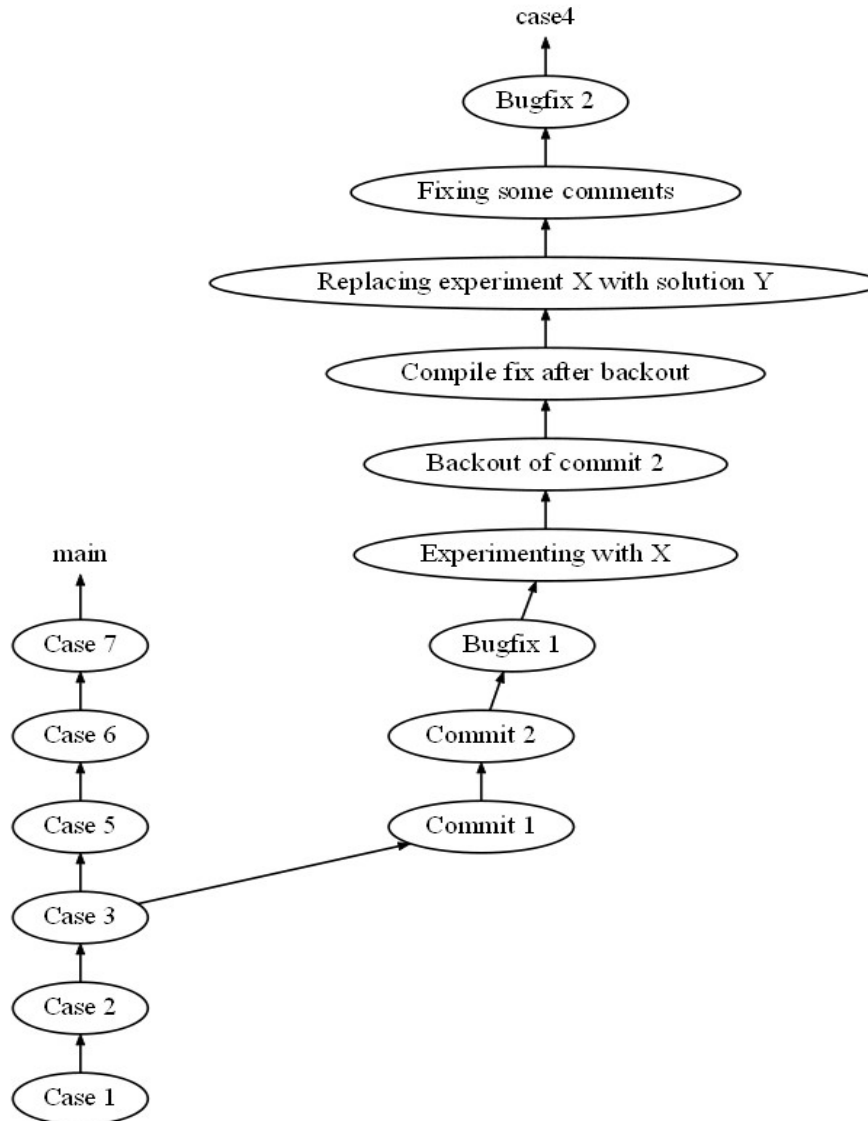 case4
Bugfix 2
Fixing some comments
Replacing experiment X with solution Y
Compile fix after backout
Backout of commit 2
Experimenting with X
main
Case 7
Bugfix 1
Case 6
Commit 2
Case 5
Commit 1
Case 3
Case 2
Case 1